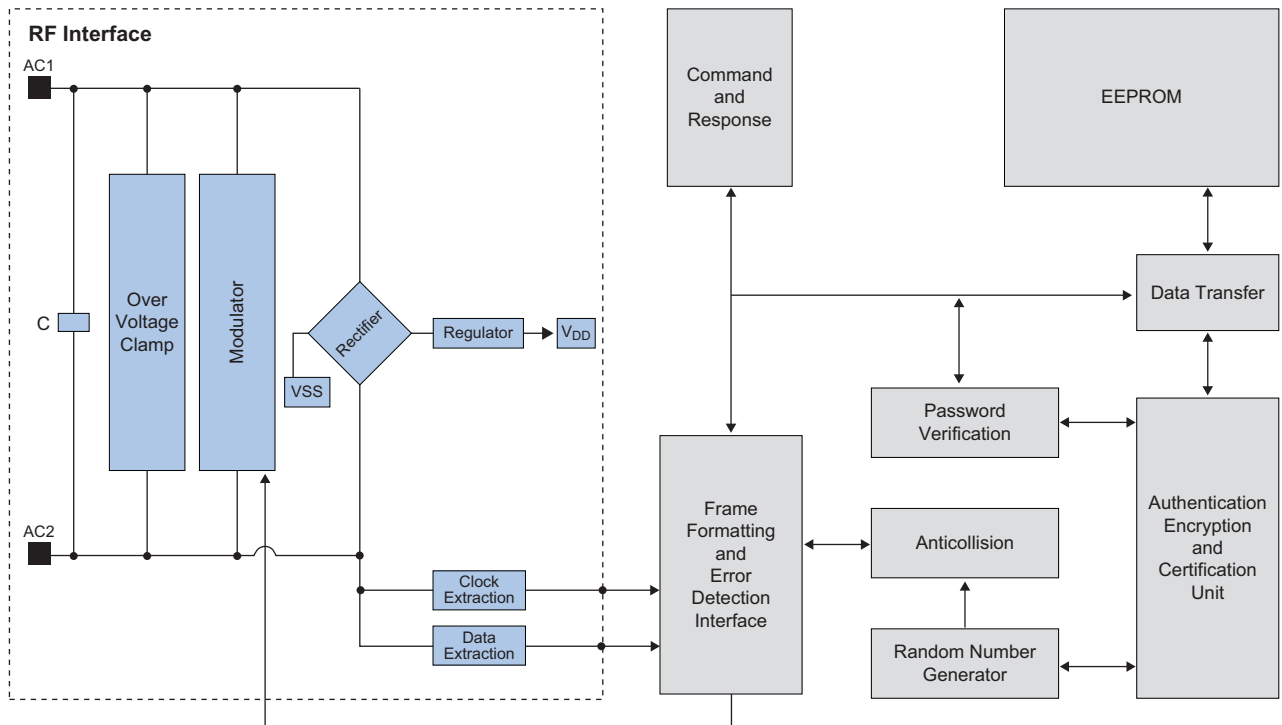 RF Interface
AC1
C
Over
Voltage
Clamp
Modulator
Rectifier
VSS
Regulator
VDD
AC2
Clock
Extraction
Data
Extraction
Command
and
Response
EEPROM
Data Transfer
Password
Verification
Frame
Formatting
and
Error
Detection
Interface
Anticollision
Random Number
Generator
Authentication
Encryption
and
Certification
Unit